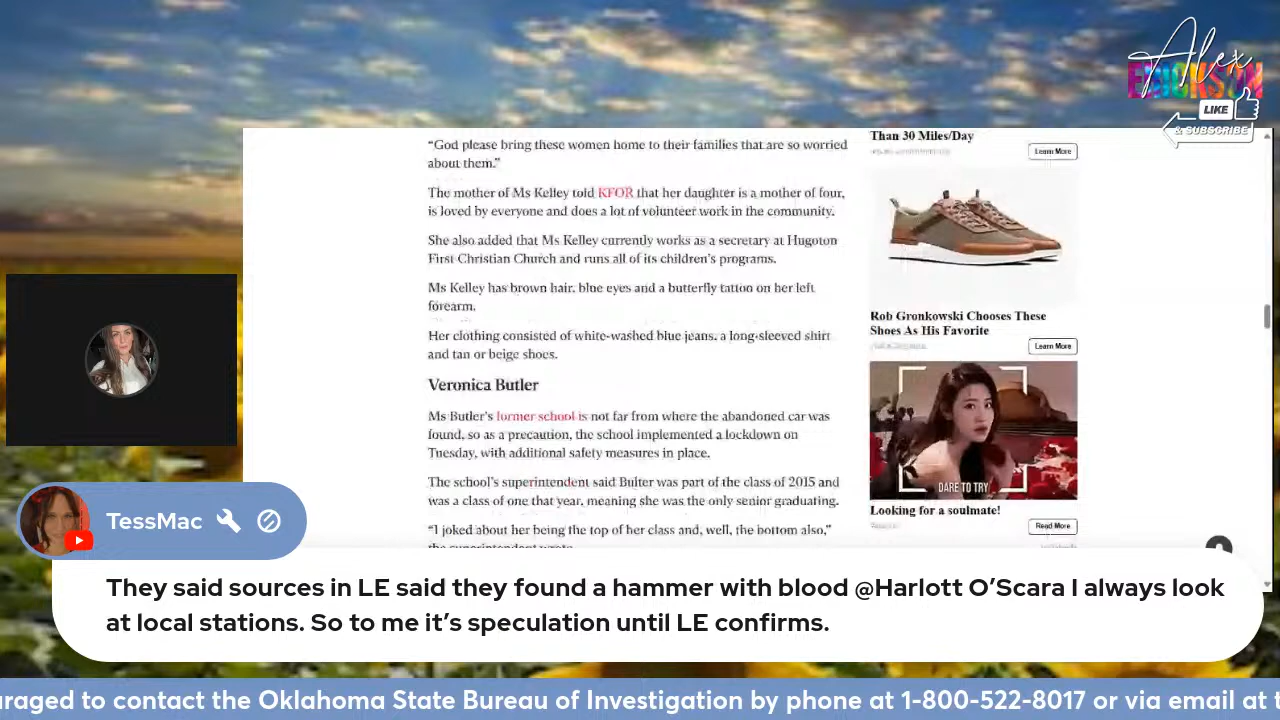 Alex
ERICKSON
LIKE
& SUBSCRIBE
“God please bring these women home to their families that are so worried
about them.”
The mother of Ms Kelley told KFOR that her daughter is a mother of four,
is loved by everyone and does a lot of volunteer work in the community.
She also added that Ms Kelley currently works as a secretary at Hugoton
First Christian Church and runs all of its children’s programs.
Ms Kelley has brown hair, blue eyes and a butterfly tattoo on her left
forearm.
Her clothing consisted of white-washed blue jeans, a long-sleeved shirt
and tan or beige shoes.
Veronica Butler
Ms Butler’s former school is not far from where the abandoned car was
found, so as a precaution, the school implemented a lockdown on
Tuesday, with additional safety measures in place.
The school’s superintendent said Butler was part of the class of 2015 and
was a class of one that year, meaning she was the only senior graduating.
“I joked about her being the top of her class and, well, the bottom also,”
the superintendent wrote
Than 30 Miles/Day
Learn More
Rob Gronkowski Chooses These
Shoes As His Favorite
Learn More
DARE TO TRY
Looking for a soulmate!
Read More
TessMac
They said sources in LE said they found a hammer with blood @Harlott O’Scara I always look
at local stations. So to me it’s speculation until LE confirms.
raged to contact the Oklahoma State Bureau of Investigation by phone at 1-800-522-8017 or via email at t